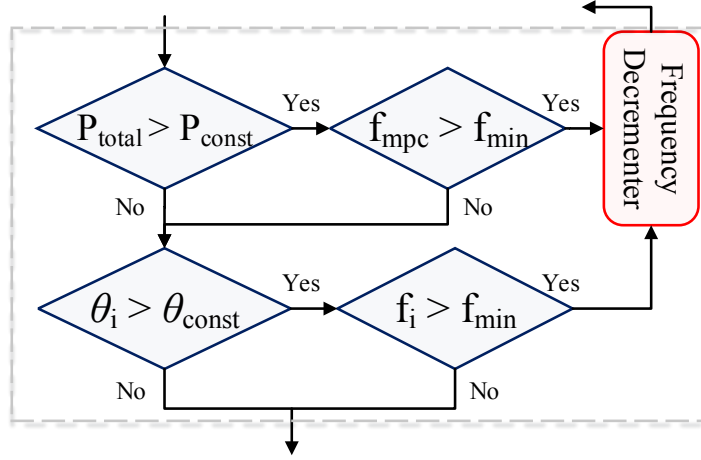 P_total > P_const
Yes
f_mpc > f_min
Yes
Frequency
Decrementer
No
No
θ_i > θ_const
Yes
f_i > f_min
Yes
No
No